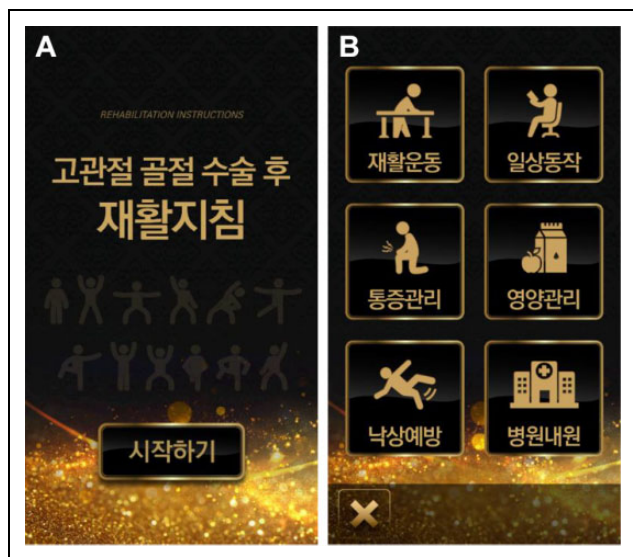 A
REHABILITATION INSTRUCTIONS
고관절 골절 수술 후
재활지침
시작하기
B
재활운동
일상동작
통증관리
영양관리
낙상예방
병원내원